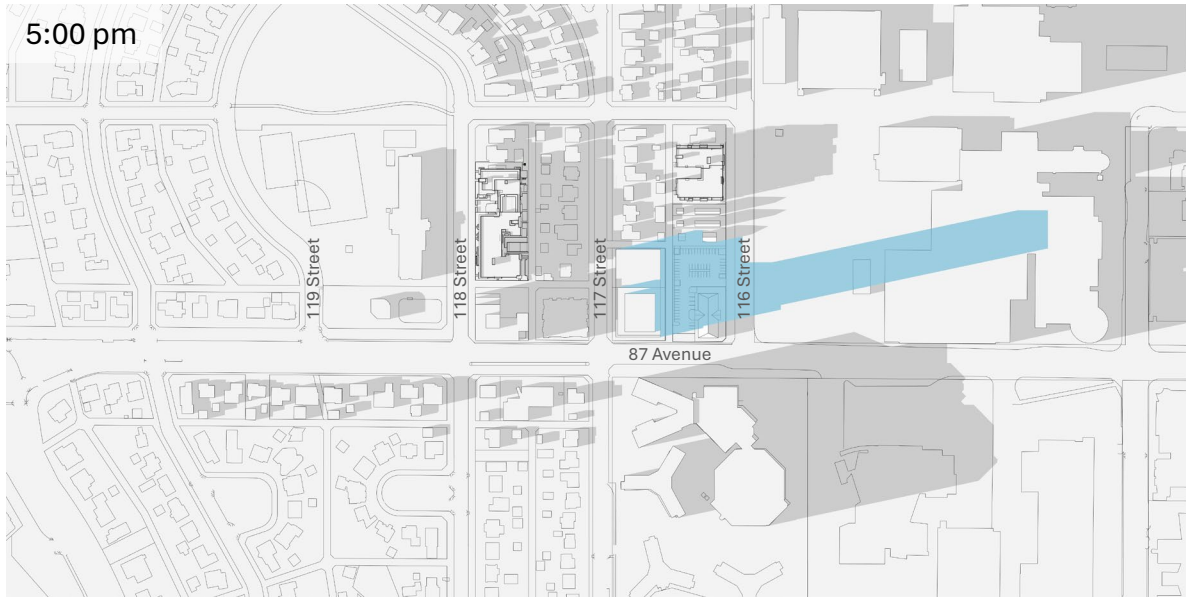 5:00 pm
119 Street
118 Street
117 Street
116 Street
87 Avenue